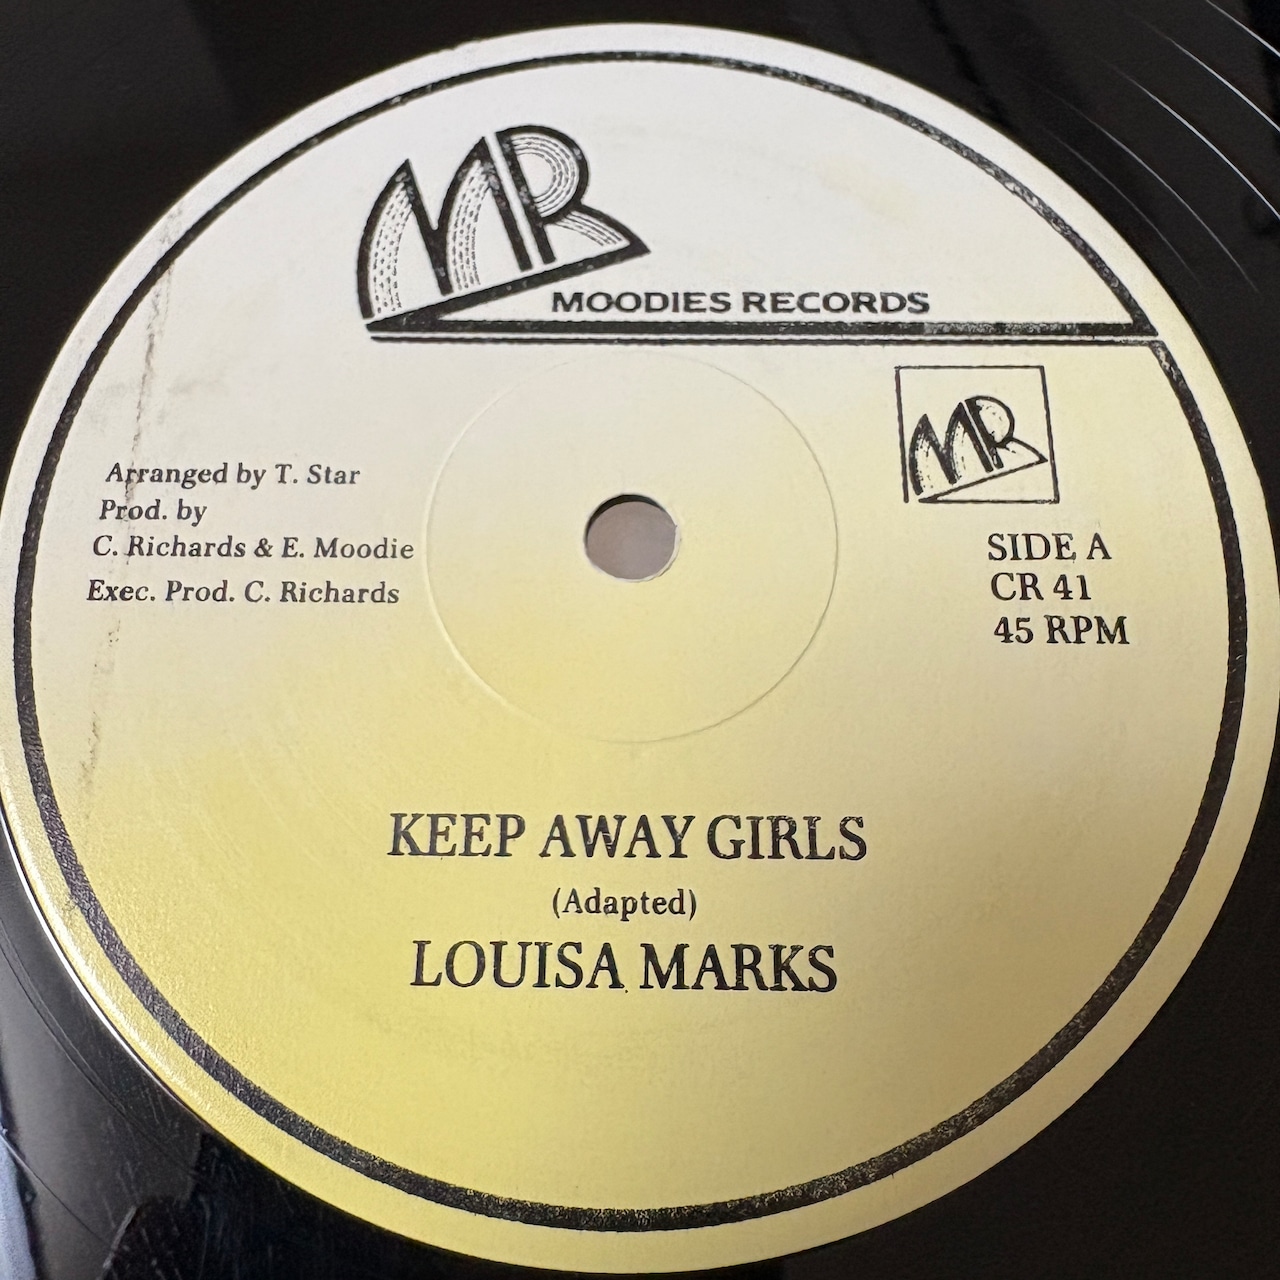 MR
MOODIES RECORDS
MR
Arranged by T. Star
Prod. by
C. Richards & E. Moodie
Exec. Prod. C. Richards
SIDE A
CR 41
45 RPM
KEEP AWAY GIRLS
(Adapted)
LOUISA MARKS